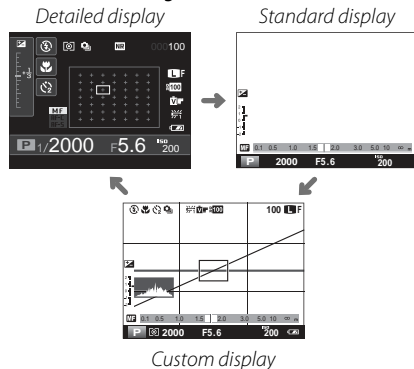 Detailed display
Standard display
NR 000100
L F
100
MF
P 1/2000 F5.6 ISO 200
MF 0.1 0.5 1.0 1.5 2.0 3.0 5.0 10 ∞
P 2000 F5.6 ISO 200
100 L F
MF 0.1 0.5 1.0 1.5 2.0 3.0 5.0 10 ∞
P 2000 F5.6 ISO 200
Custom display